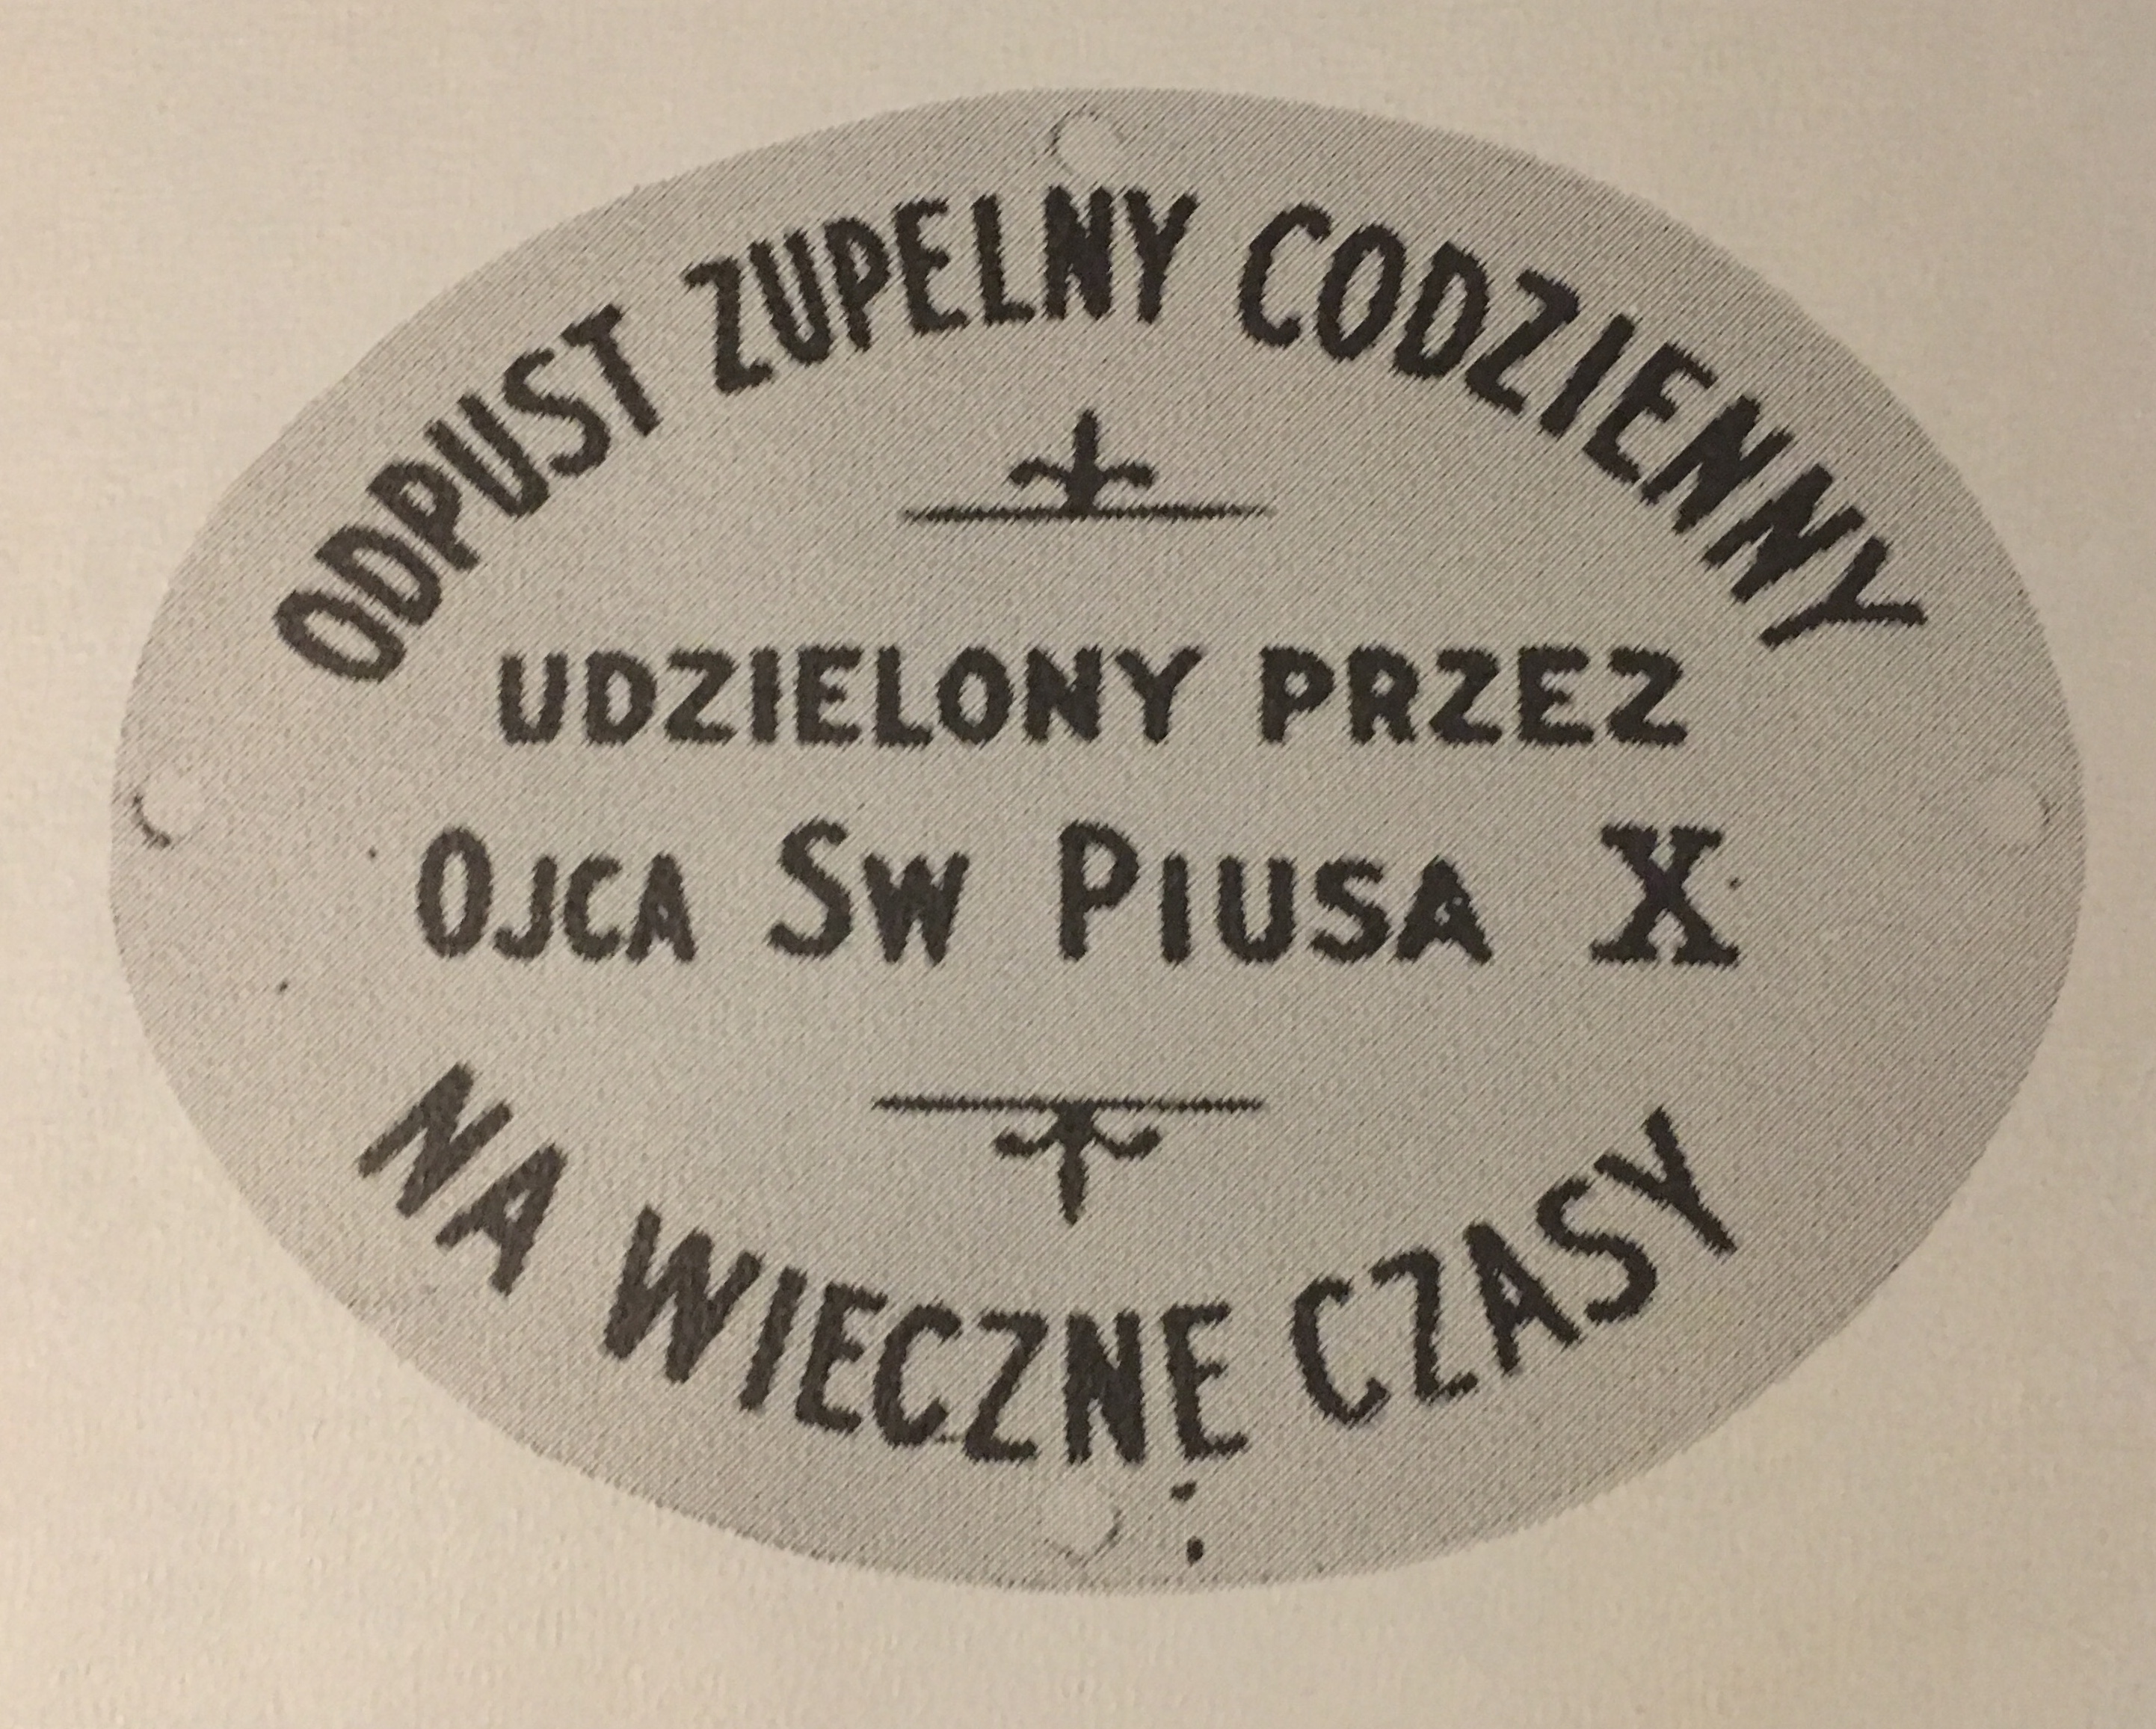 ODPUST ZUPELNY CODZIENNY
UDZIELONY PRZEZ
OJCA SW PIUSA X
NA WIECZNE CZASY